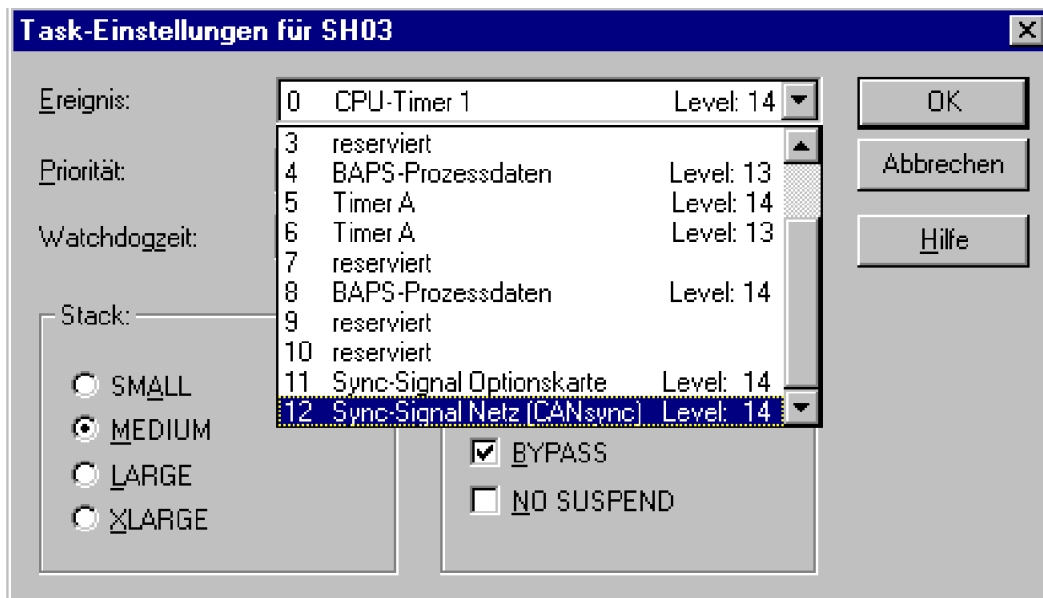 Task-Einstellungen für SH03
Ereignis:
0 CPU-Timer 1 Level: 14
OK
3 reserviert
Priorität:
4 BAPS-Prozessdaten Level: 13
Abbrechen
5 Timer A Level: 14
Watchdogzeit:
6 Timer A Level: 13
Hilfe
7 reserviert
8 BAPS-Prozessdaten Level: 14
Stack:
9 reserviert
10 reserviert
SMALL
11 Sync-Signal Optionskarte Level: 14
12 Sync-Signal Netz (CANsync) Level: 14
MEDIUM
BYPASS
LARGE
NO SUSPEND
XLARGE